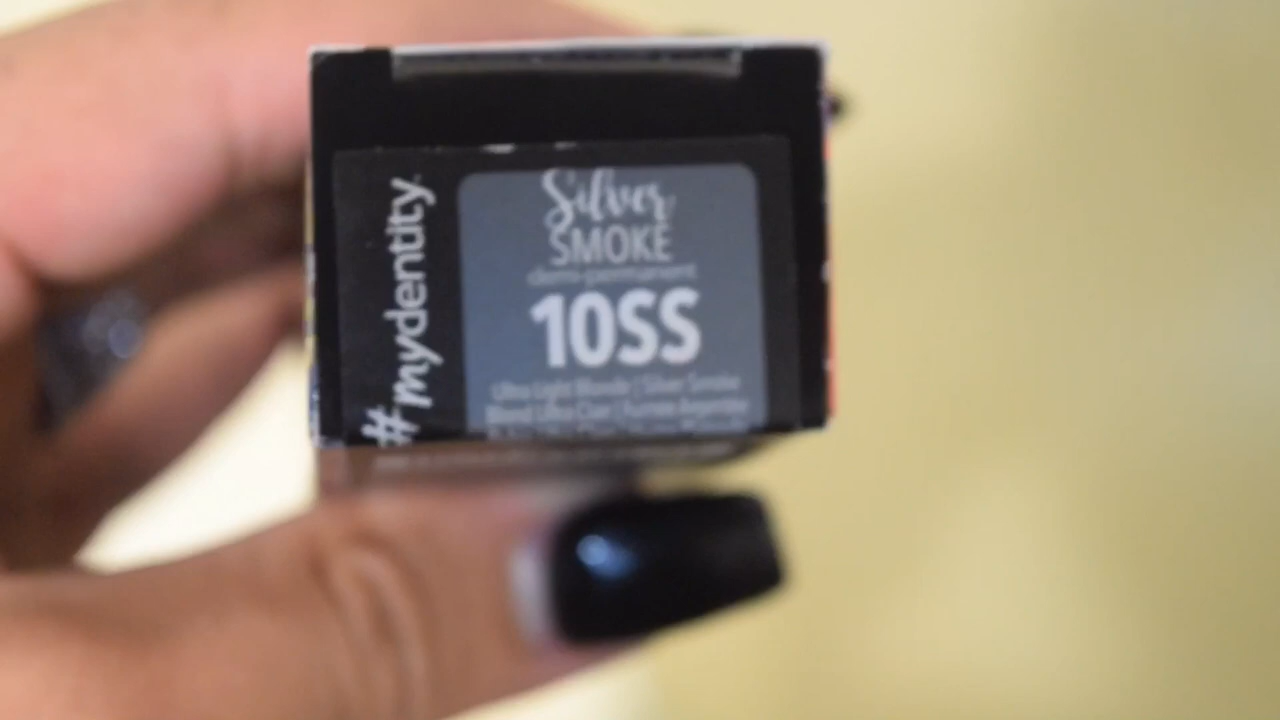 #mydentity
Silver
SMOKE
demi-permanent
10SS
Ultra Light Blonde | Silver Smoke
Blond Ultra Clair | Fumée Argentée